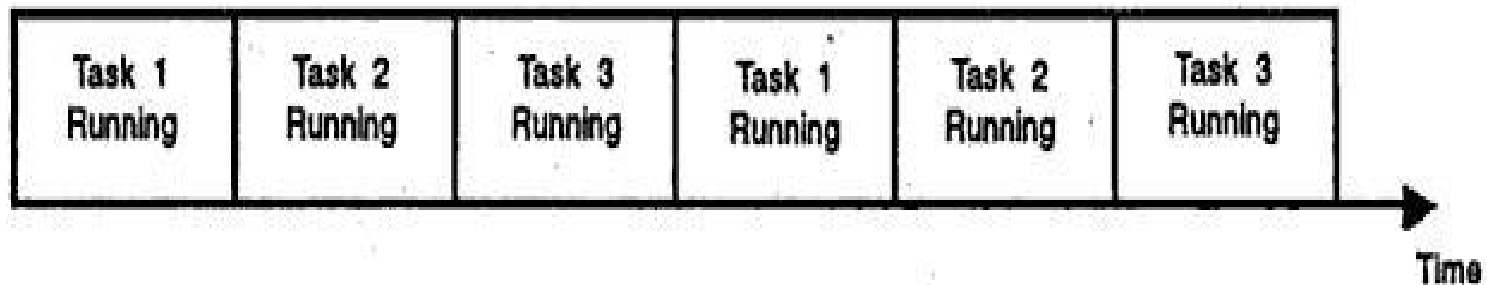 Task 1
Running
Task 2
Running
Task 3
Running
Task 1
Running
Task 2
Running
Task 3
Running
Time